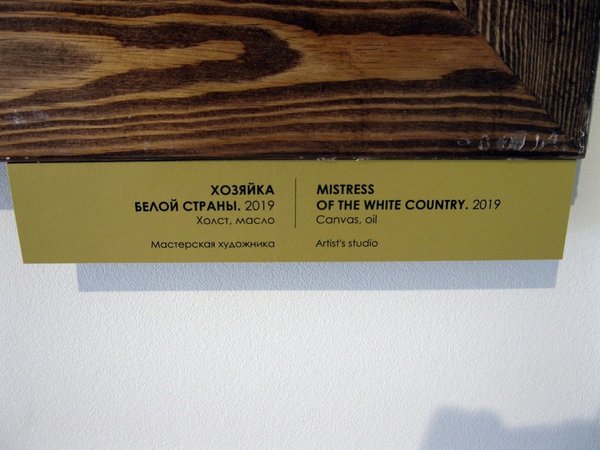 ХОЗЯЙКА
БЕЛОЙ СТРАНЫ. 2019
Холст, масло
Мастерская художника
MISTRESS
OF THE WHITE COUNTRY. 2019
Canvas, oil
Artist's studio